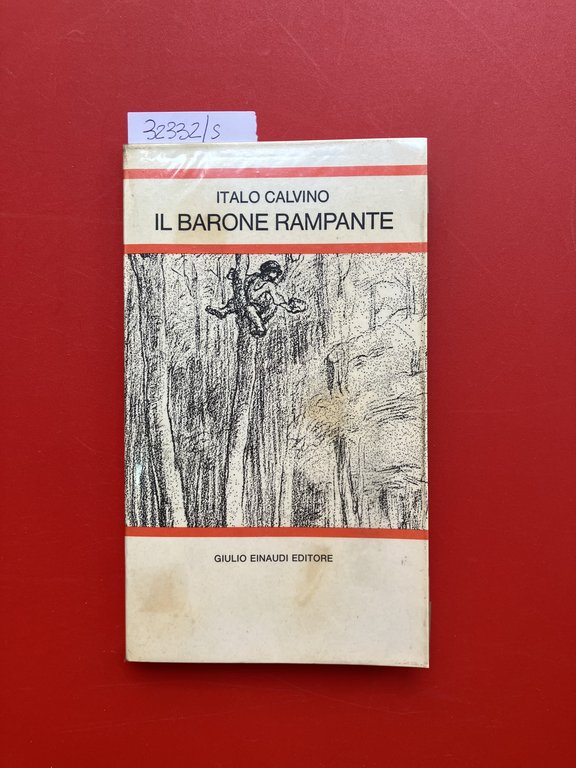 32332/s
ITALO CALVINO
IL BARONE RAMPANTE
GIULIO EINAUDI EDITORE